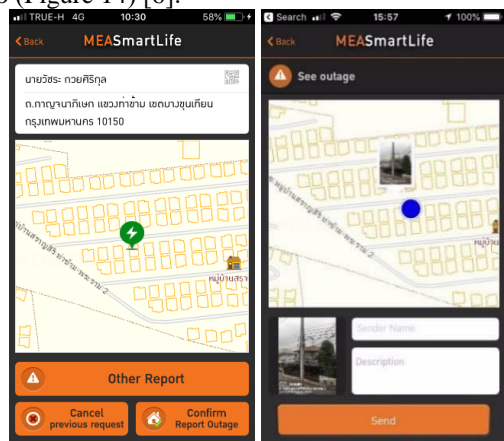 3 (Figure 14) [6].
TRUE-H 4G 10:30 58%
Back MEASmartLife
นายวัชระ กวยศิริกุล
ถ.กาญจนาภิเษก แขวงท่าข้าม เขตบางขุนเทียน
กรุงเทพมหานคร 10150
Other Report
Cancel
previous request
Confirm
Report Outage
Search 15:57 100%
Back MEASmartLife
See outage
Sender Name
Description
Send